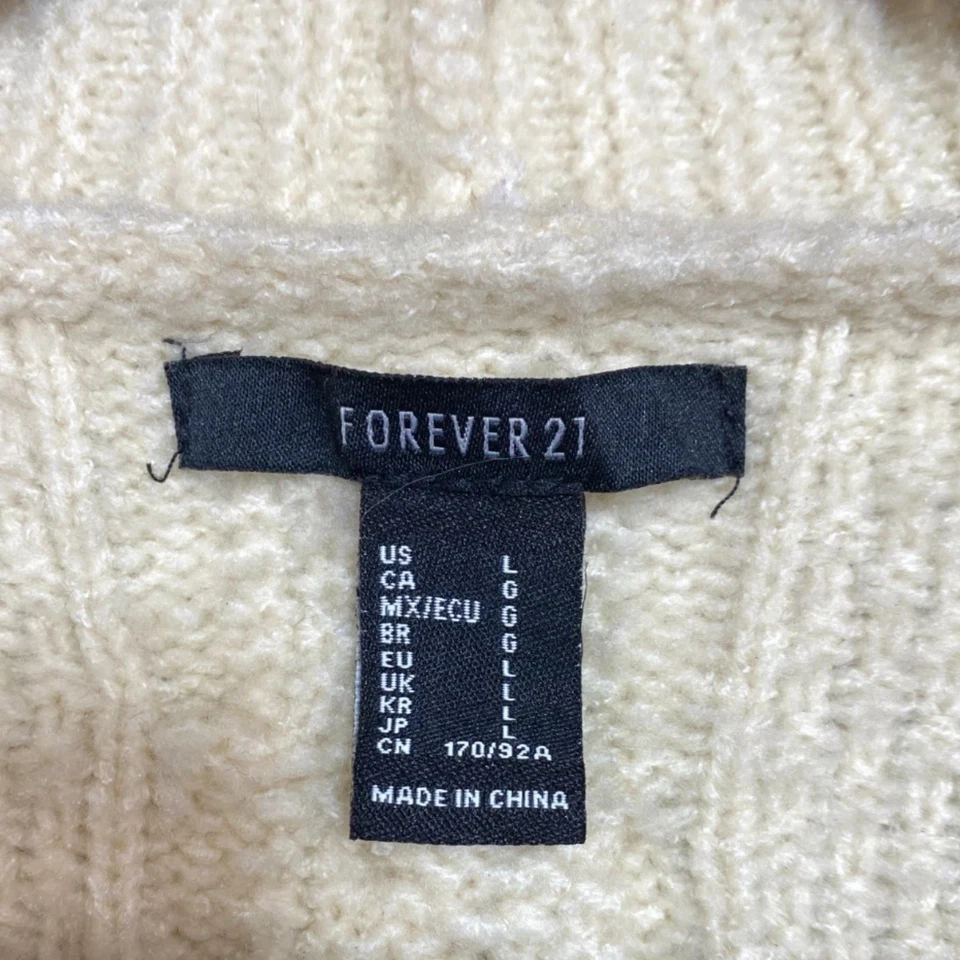 FOREVER 21
US L
CA G
MX/ECU G
BR G
EU L
UK L
KR L
JP L
CN 170/92A
MADE IN CHINA